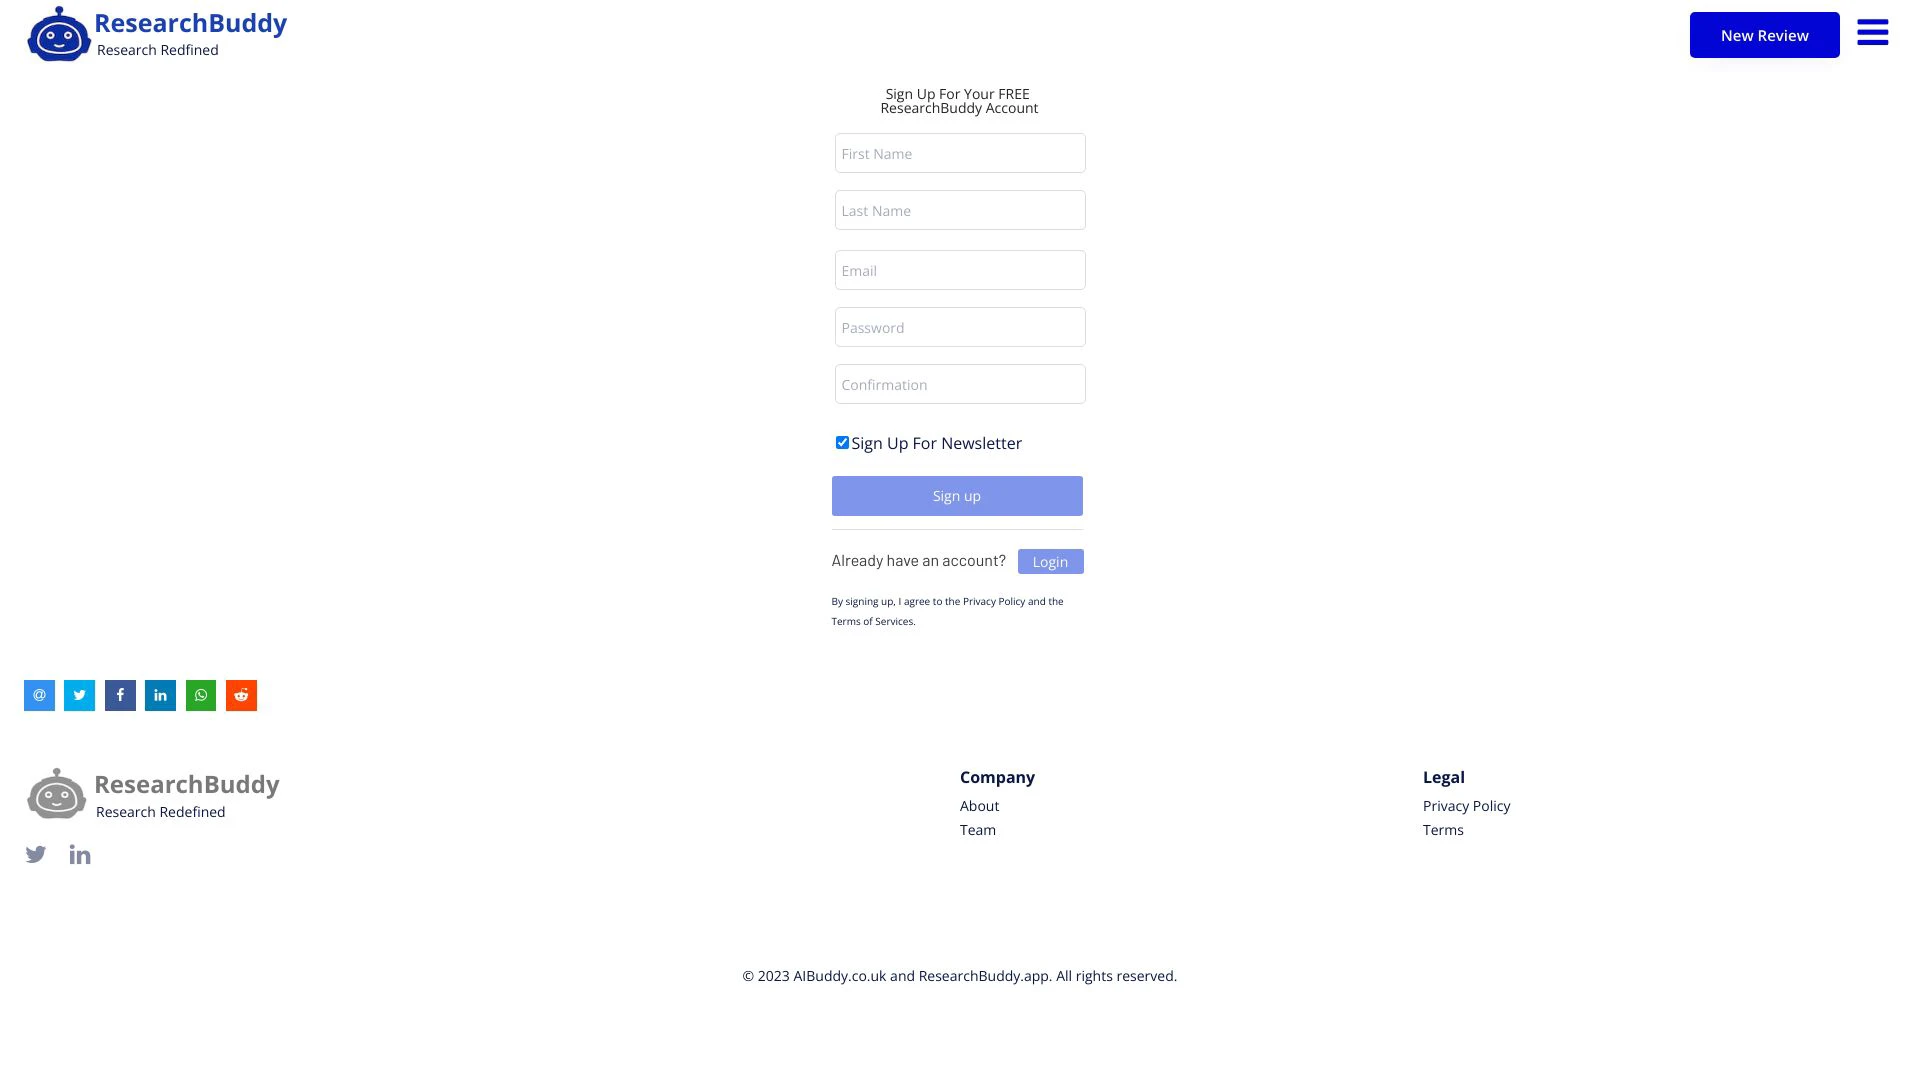 ResearchBuddy
Research Redfined
New Review
Sign Up For Your FREE
ResearchBuddy Account
First Name
Last Name
Email
Password
Confirmation
Sign Up For Newsletter
Sign up
Already have an account?
Login
By signing up, I agree to the Privacy Policy and the
Terms of Services.
ResearchBuddy
Research Redefined
Company
About
Team
Legal
Privacy Policy
Terms
© 2023 AIBuddy.co.uk and ResearchBuddy.app. All rights reserved.